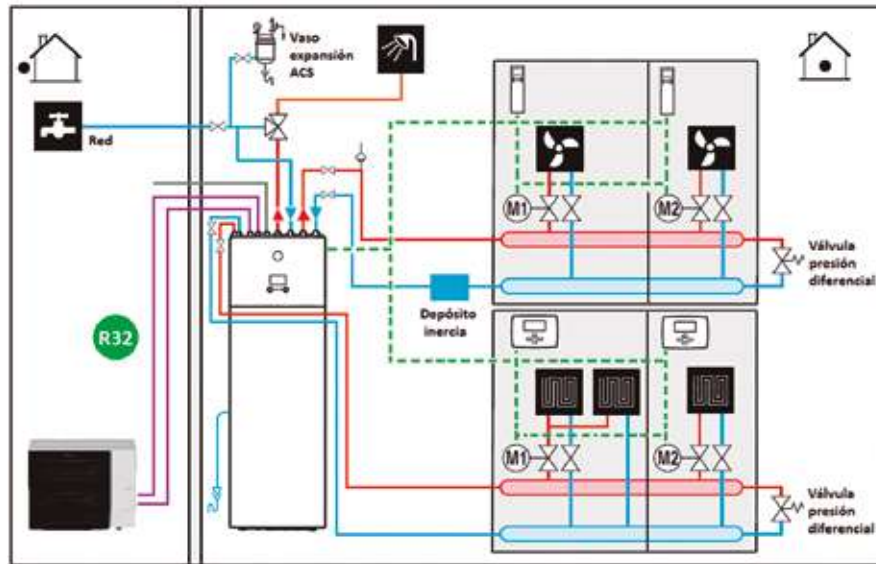 Vaso
expansión
ACS
Red
M1
M2
Válvula
presión
diferencial
Depósito
inercia
R32
M1
M2
Válvula
presión
diferencial